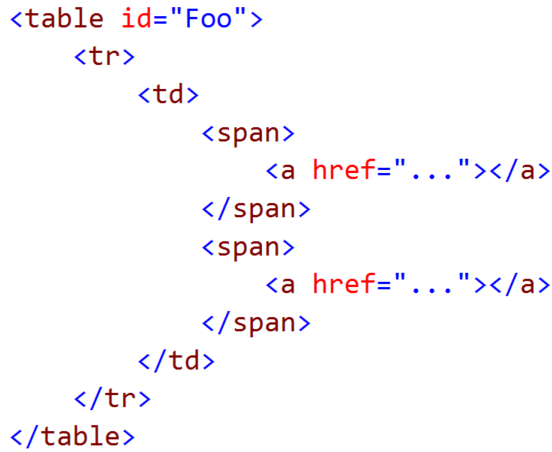 <table id="Foo">
    <tr>
        <td>
            <span>
                <a href="..."></a>
            </span>
            <span>
                <a href="..."></a>
            </span>
        </td>
    </tr>
</table>